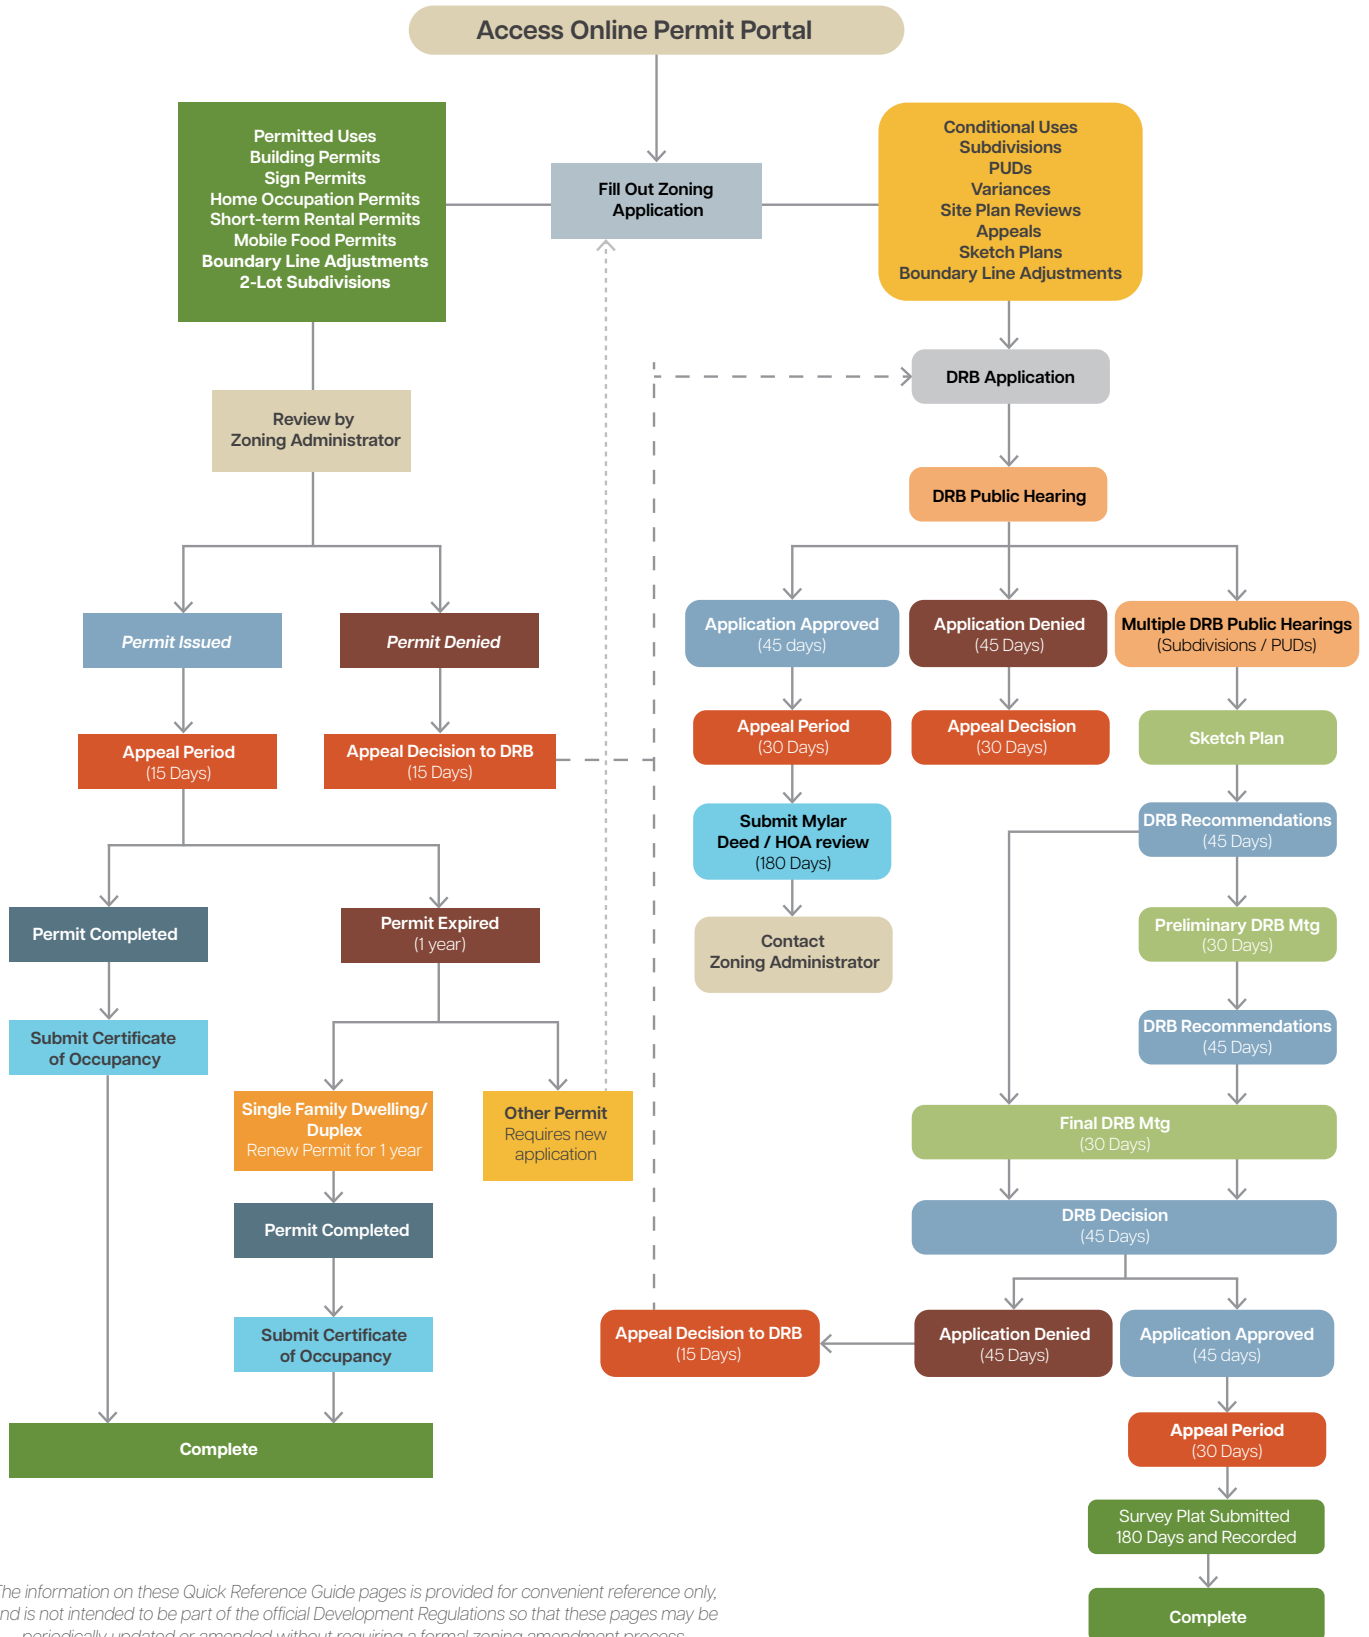 Access Online Permit Portal
Permitted Uses
Building Permits
Sign Permits
Home Occupation Permits
Short-term Rental Permits
Mobile Food Permits
Boundary Line Adjustments
2-Lot Subdivisions
Fill Out Zoning
Application
Conditional Uses
Subdivisions
PUDs
Variances
Site Plan Reviews
Appeals
Sketch Plans
Boundary Line Adjustments
Review by
Zoning Administrator
Permit Issued
Permit Denied
Appeal Period
(15 Days)
Appeal Decision to DRB
(15 Days)
Permit Completed
Permit Expired
(1 year)
Submit Certificate
of Occupancy
Single Family Dwelling/
Duplex
Renew Permit for 1 year
Other Permit
Requires new
application
Permit Completed
Submit Certificate
of Occupancy
Complete
DRB Application
DRB Public Hearing
Application Approved
(45 days)
Application Denied
(45 Days)
Multiple DRB Public Hearings
(Subdivisions / PUDs)
Appeal Period
(30 Days)
Appeal Decision
(30 Days)
Sketch Plan
Submit Mylar
Deed / HOA review
(180 Days)
DRB Recommendations
(45 Days)
Contact
Zoning Administrator
Preliminary DRB Mtg
(30 Days)
DRB Recommendations
(45 Days)
Final DRB Mtg
(30 Days)
DRB Decision
(45 Days)
Appeal Decision to DRB
(15 Days)
Application Denied
(45 Days)
Application Approved
(45 days)
Appeal Period
(30 Days)
Survey Plat Submitted
180 Days and Recorded
Complete
The information on these Quick Reference Guide pages is provided for convenient reference only,
and is not intended to be part of the official Development Regulations so that these pages may be
periodically updated or amended without requiring a formal zoning amendment process.